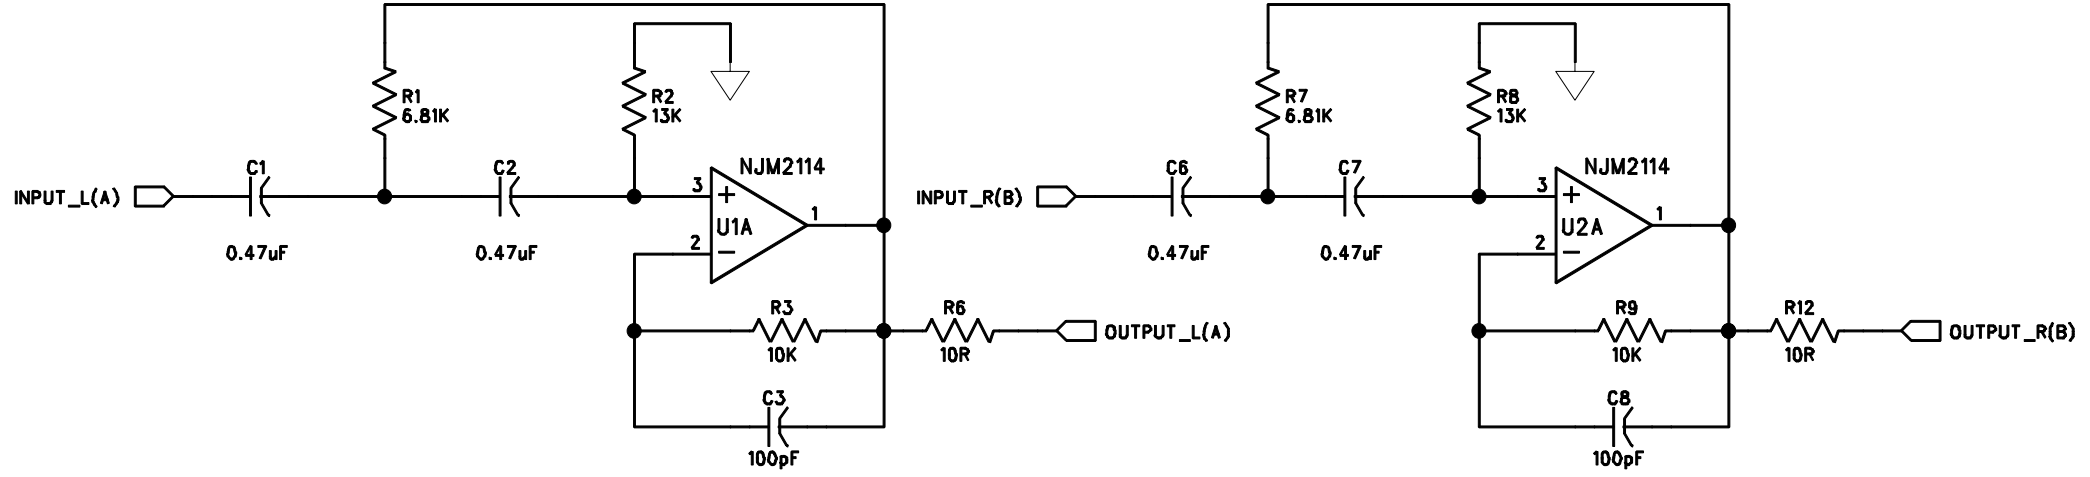 R1
6.81K
R2
13K
C1
C2
NJM2114
INPUT_L(A)
3
+
U1A
1
2
−
0.47uF
0.47uF
R3
10K
R6
10R
OUTPUT_L(A)
C3
100pF
R7
6.81K
R8
13K
C6
C7
NJM2114
INPUT_R(B)
3
+
U2A
1
2
−
0.47uF
0.47uF
R9
10K
R12
10R
OUTPUT_R(B)
C8
100pF